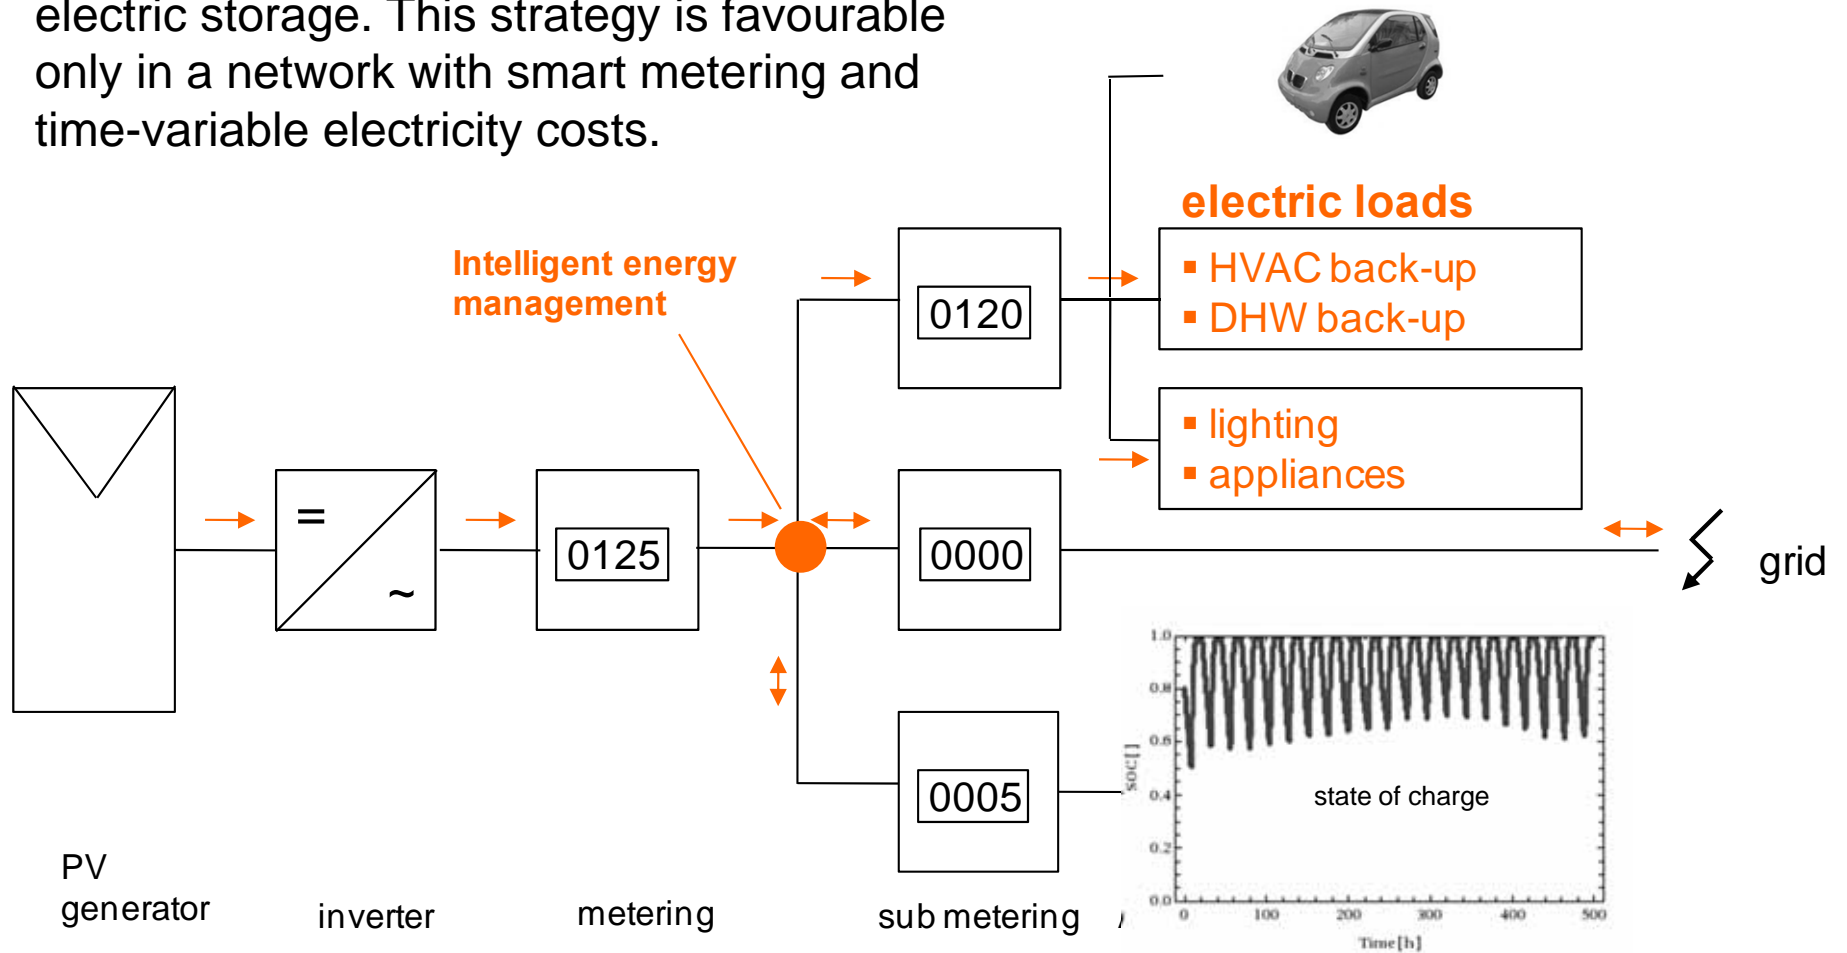 electric storage. This strategy is favourable
only in a network with smart metering and
time-variable electricity costs.
electric loads
Intelligent energy
management
▪ HVAC back-up
▪ DHW back-up
0120
▪ lighting
▪ appliances
=
~
0125
0000
grid
0005
1.0
0.8
0.6
0.4
0.2
0.0
soc[]
state of charge
0 100 200 300 400 500
Time[h]
PV
generator
inverter
metering
sub metering